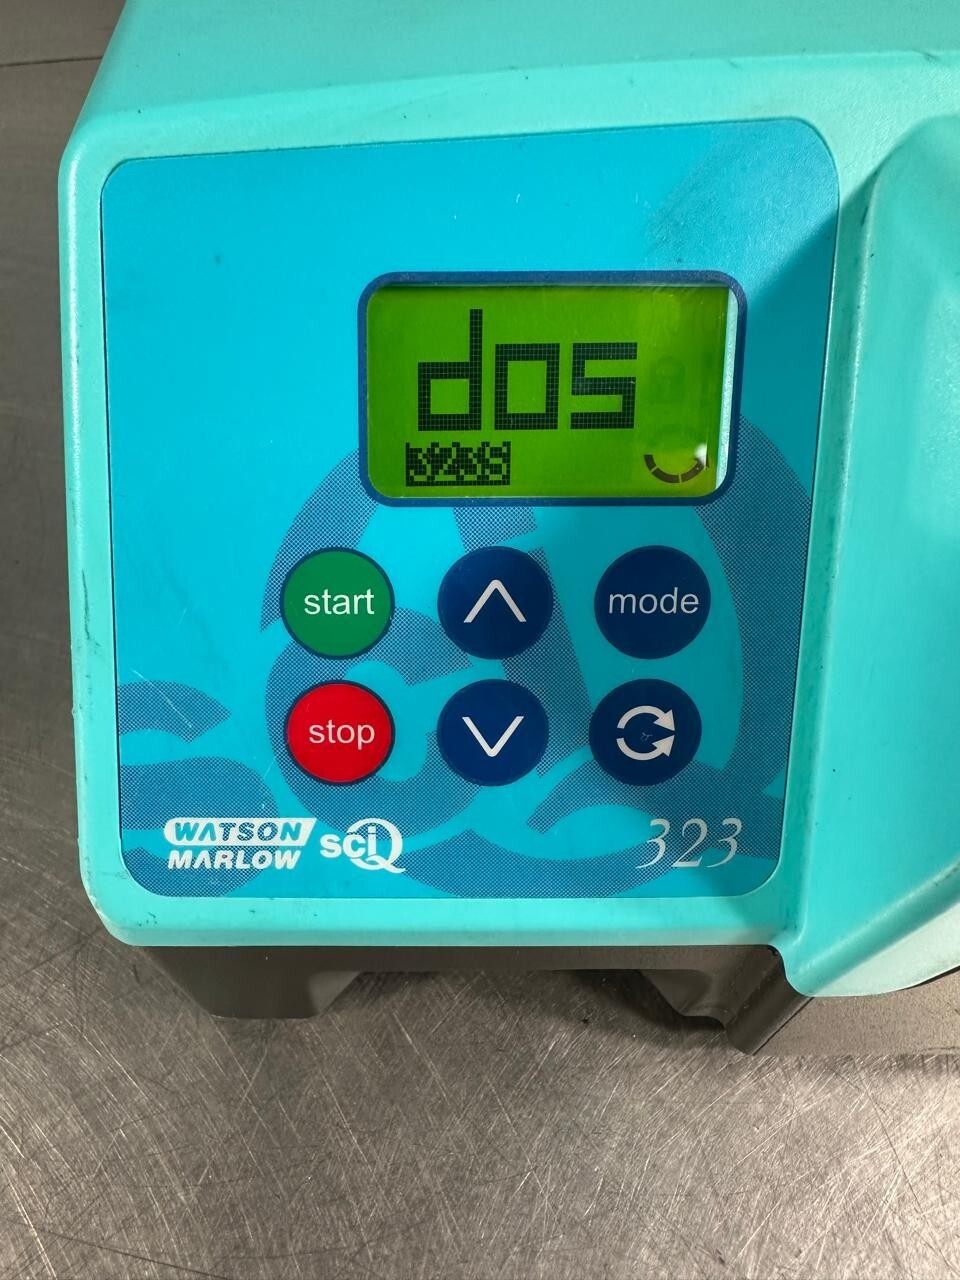 dos
start
mode
stop
WATSON
MARLOW
sciQ
323